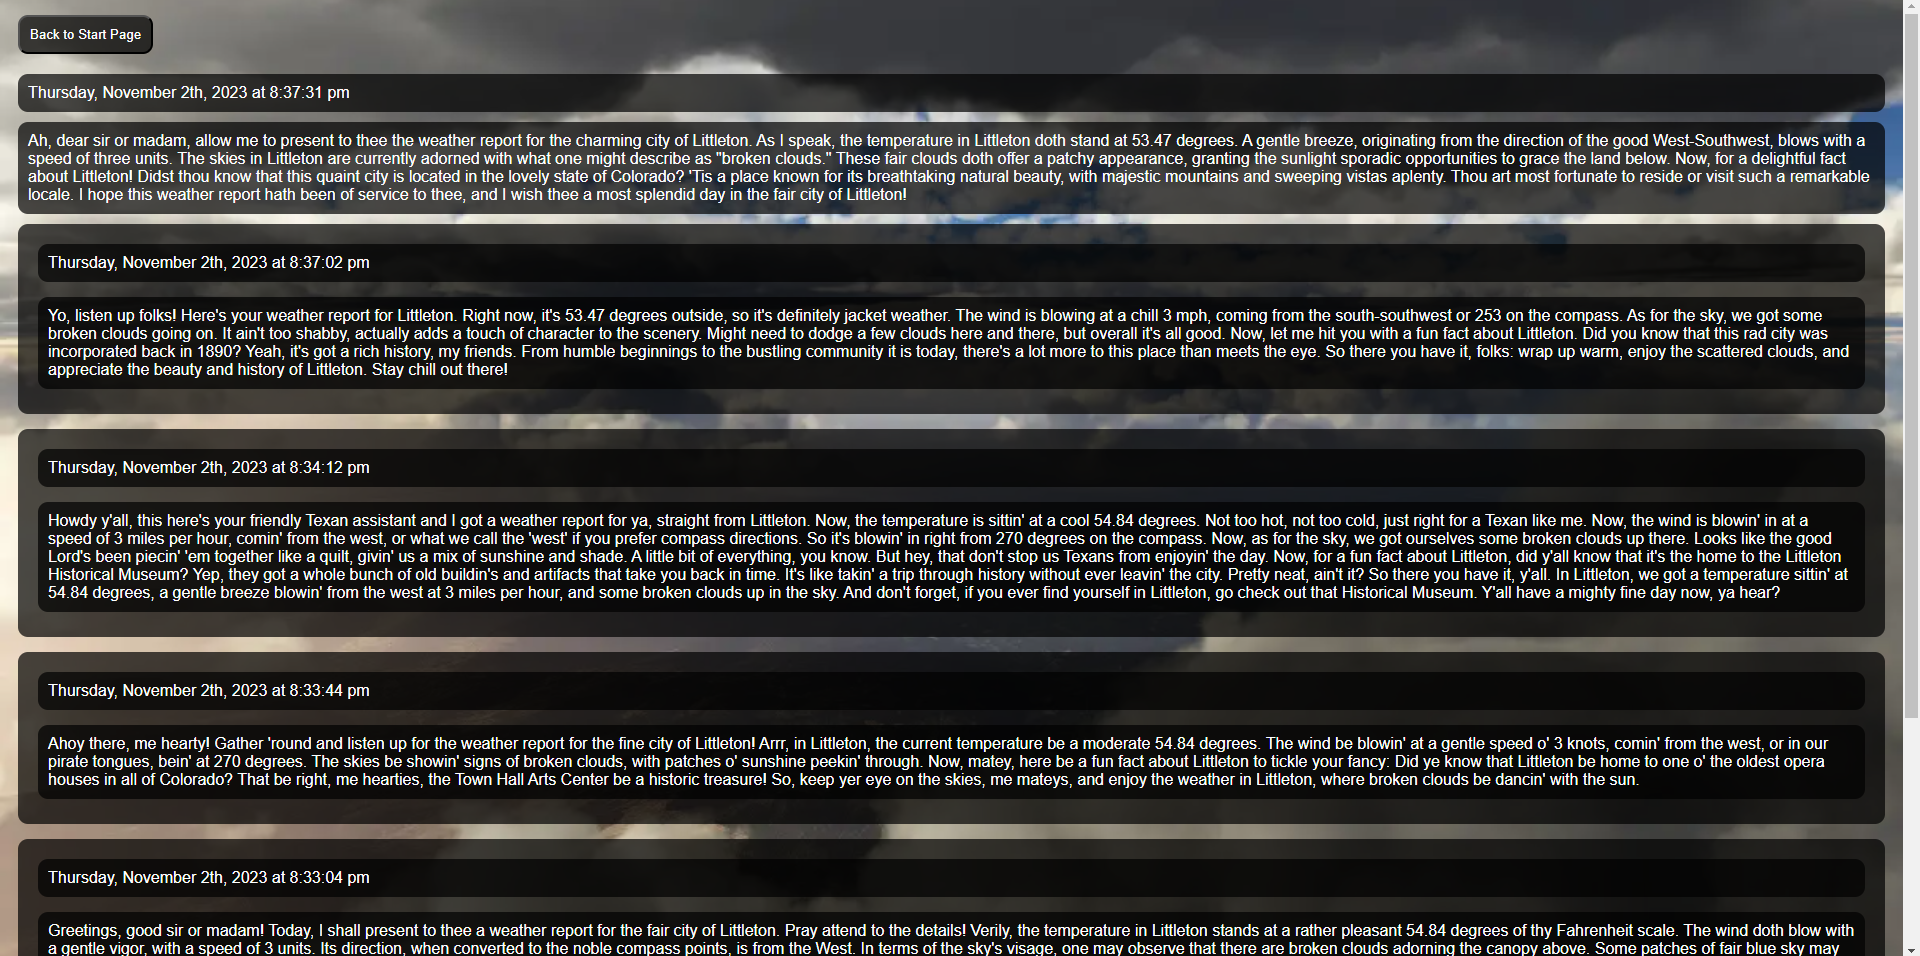 Back to Start Page
Thursday, November 2th, 2023 at 8:37:31 pm
Ah, dear sir or madam, allow me to present to thee the weather report for the charming city of Littleton. As I speak, the temperature in Littleton doth stand at 53.47 degrees. A gentle breeze, originating from the direction of the good West-Southwest, blows with a
speed of three units. The skies in Littleton are currently adorned with what one might describe as "broken clouds." These fair clouds doth offer a patchy appearance, granting the sunlight sporadic opportunities to grace the land below. Now, for a delightful fact
about Littleton! Didst thou know that this quaint city is located in the lovely state of Colorado? 'Tis a place known for its breathtaking natural beauty, with majestic mountains and sweeping vistas aplenty. Thou art most fortunate to reside or visit such a remarkable
locale. I hope this weather report hath been of service to thee, and I wish thee a most splendid day in the fair city of Littleton!
Thursday, November 2th, 2023 at 8:37:02 pm
Yo, listen up folks! Here's your weather report for Littleton. Right now, it's 53.47 degrees outside, so it's definitely jacket weather. The wind is blowing at a chill 3 mph, coming from the south-southwest or 253 on the compass. As for the sky, we got some
broken clouds going on. It ain't too shabby, actually adds a touch of character to the scenery. Might need to dodge a few clouds here and there, but overall it's all good. Now, let me hit you with a fun fact about Littleton. Did you know that this rad city was
incorporated back in 1890? Yeah, it's got a rich history, my friends. From humble beginnings to the bustling community it is today, there's a lot more to this place than meets the eye. So there you have it, folks: wrap up warm, enjoy the scattered clouds, and
appreciate the beauty and history of Littleton. Stay chill out there!
Thursday, November 2th, 2023 at 8:34:12 pm
Howdy y'all, this here's your friendly Texan assistant and I got a weather report for ya, straight from Littleton. Now, the temperature is sittin' at a cool 54.84 degrees. Not too hot, not too cold, just right for a Texan like me. Now, the wind is blowin' in at a
speed of 3 miles per hour, comin' from the west, or what we call the 'west' if you prefer compass directions. So it's blowin' in right from 270 degrees on the compass. Now, as for the sky, we got ourselves some broken clouds up there. Looks like the good
Lord's been piecin' 'em together like a quilt, givin' us a mix of sunshine and shade. A little bit of everything, you know. But hey, that don't stop us Texans from enjoyin' the day. Now, for a fun fact about Littleton, did y'all know that it's the home to the Littleton
Historical Museum? Yep, they got a whole bunch of old buildin's and artifacts that take you back in time. It's like takin' a trip through history without ever leavin' the city. Pretty neat, ain't it? So there you have it, y'all. In Littleton, we got a temperature sittin' at
54.84 degrees, a gentle breeze blowin' from the west at 3 miles per hour, and some broken clouds up in the sky. And don't forget, if you ever find yourself in Littleton, go check out that Historical Museum. Y'all have a mighty fine day now, ya hear?
Thursday, November 2th, 2023 at 8:33:44 pm
Ahoy there, me hearty! Gather 'round and listen up for the weather report for the fine city of Littleton! Arrr, in Littleton, the current temperature be a moderate 54.84 degrees. The wind be blowin' at a gentle speed o' 3 knots, comin' from the west, or in our
pirate tongues, bein' at 270 degrees. The skies be showin' signs of broken clouds, with patches o' sunshine peekin' through. Now, matey, here be a fun fact about Littleton to tickle your fancy: Did ye know that Littleton be home to one o' the oldest opera
houses in all of Colorado? That be right, me hearties, the Town Hall Arts Center be a historic treasure! So, keep yer eye on the skies, me mateys, and enjoy the weather in Littleton, where broken clouds be dancin' with the sun.
Thursday, November 2th, 2023 at 8:33:04 pm
Greetings, good sir or madam! Today, I shall present to thee a weather report for the fair city of Littleton. Pray attend to the details! Verily, the temperature in Littleton stands at a rather pleasant 54.84 degrees of thy Fahrenheit scale. The wind doth blow with
a gentle vigor, with a speed of 3 units. Its direction, when converted to the noble compass points, is from the West. In terms of the sky's visage, one may observe that there are broken clouds adorning the canopy above. Some patches of fair blue sky may